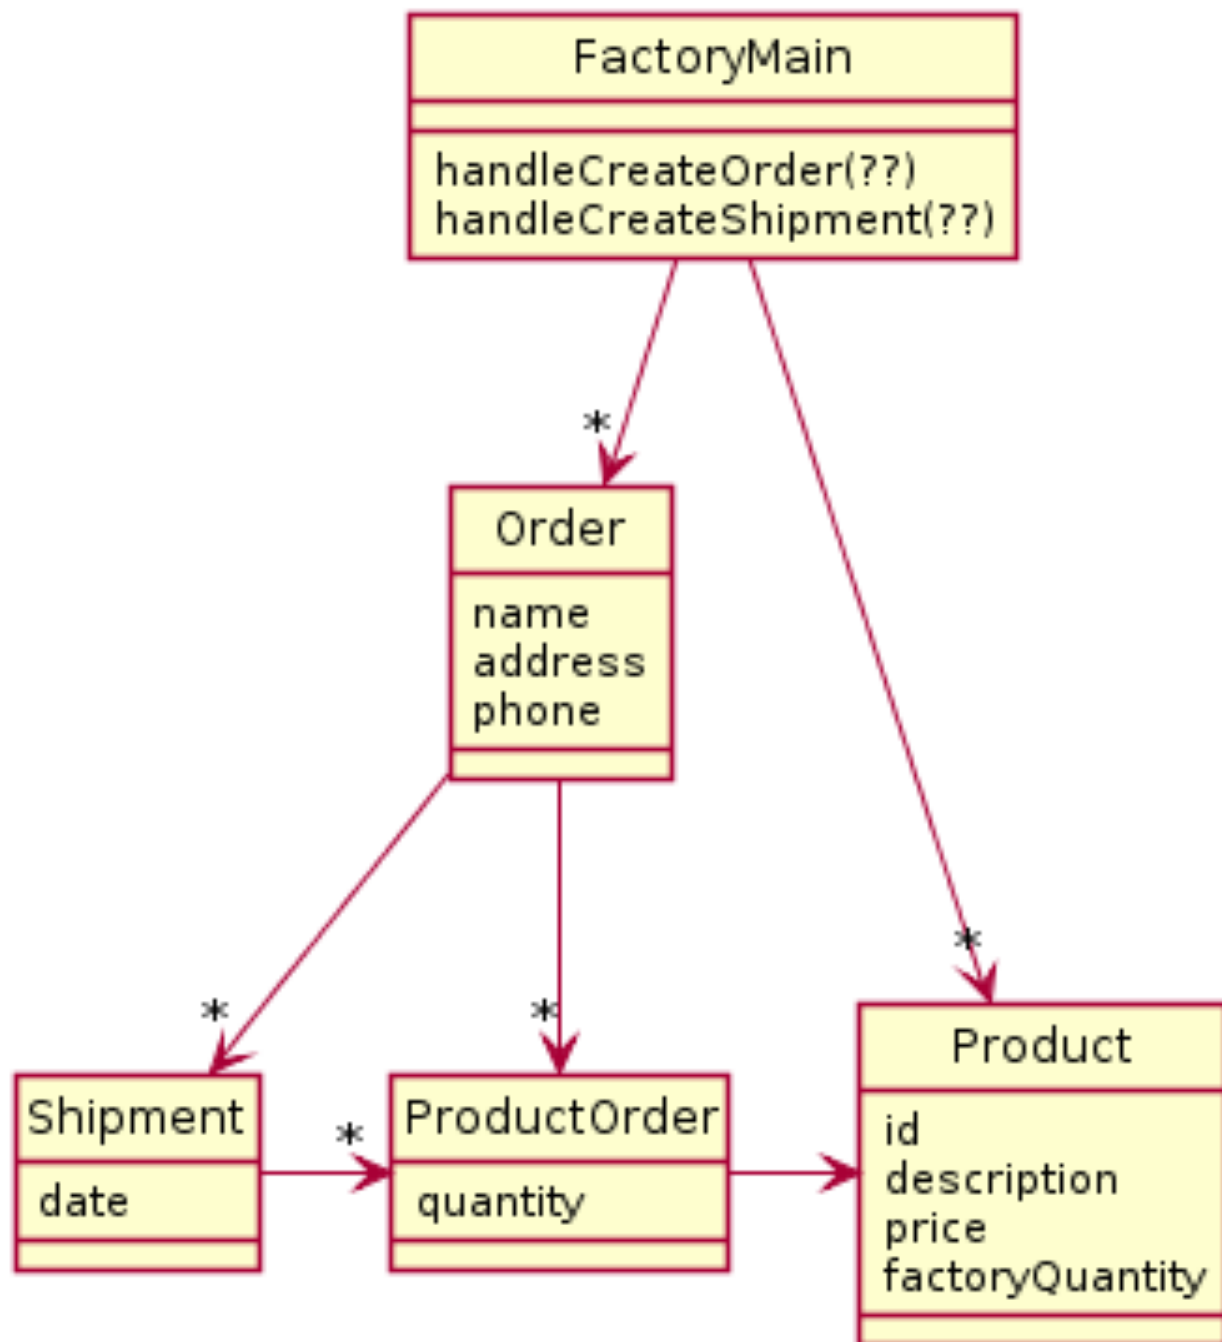 FactoryMain
handleCreateOrder(??)
handleCreateShipment(??)
*
Order
name
address
phone
*
*
*
Shipment
date
*
ProductOrder
quantity
Product
id
description
price
factoryQuantity